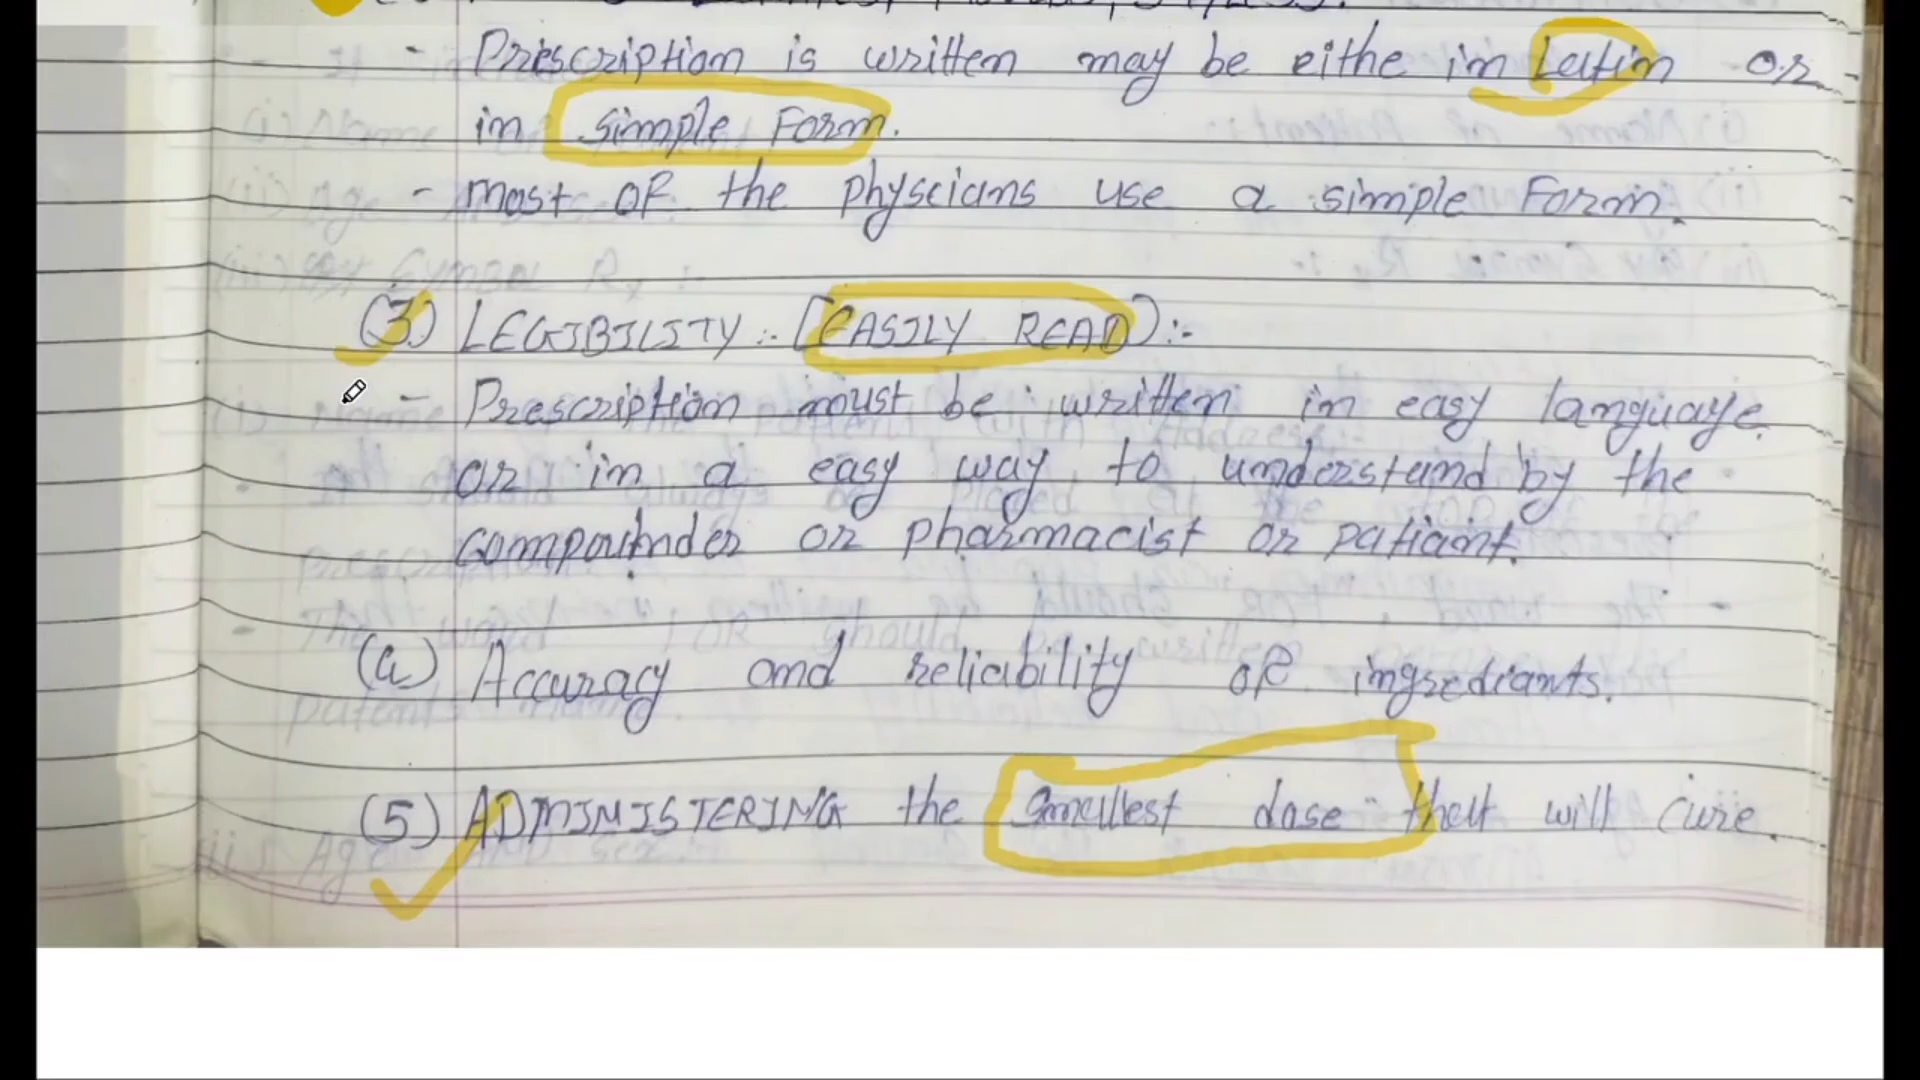 - Prescription is written may be eithe in Latin or
in simple Form.
- most of the physcians use a simple Form.
(3) LEGIBILITY :- [EASILY READ) :-
- Prescription must be written in easy language
or in a easy way to understand by the
compounder or pharmacist or patiant.
(4) Accuracy and reliability of ingrediants.
(5) ADMINISTERING the smallest dose that will cure.